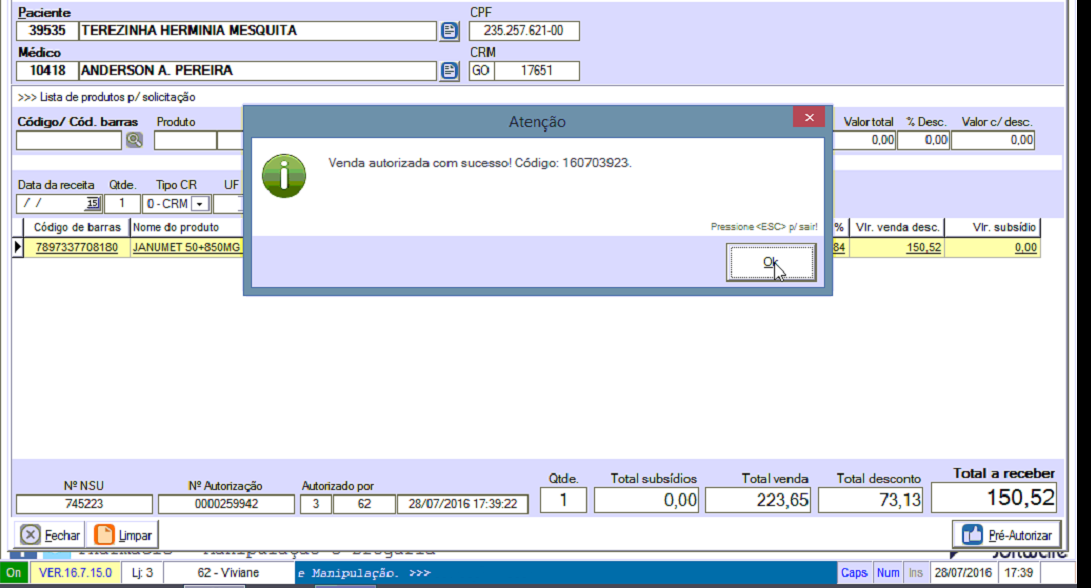 Paciente CPF
39535 TEREZINHA HERMINIA MESQUITA 235.257.621-00
Médico CRM
10418 ANDERSON A. PEREIRA GO 17651
>>> Lista de produtos p/ solicitação
Código/ Cód. barras Produto Valor total % Desc. Valor c/ desc.
0,00 0,00 0,00
Atenção
Venda autorizada com sucesso! Código: 160703923.
Pressione <ESC> p/ sair!
Ok
Data da receita Qtde. Tipo CR UF
/ / 15 1 0 - CRM
Código de barras Nome do produto % Vlr. venda desc. Vlr. subsídio
7897337708180 JANUMET 50+850MG 84 150,52 0,00
Nº NSU Nº Autorização Autorizado por Qtde. Total subsídios Total venda Total desconto Total a receber
745223 0000259942 3 62 28/07/2016 17:39:22 1 0,00 223,65 73,13 150,52
Fechar Limpar Pré-Autorizar
On VER.16.7.15.0 Lj: 3 62 - Viviane e Manipulação. >>> Caps Num Ins 28/07/2016 17:39